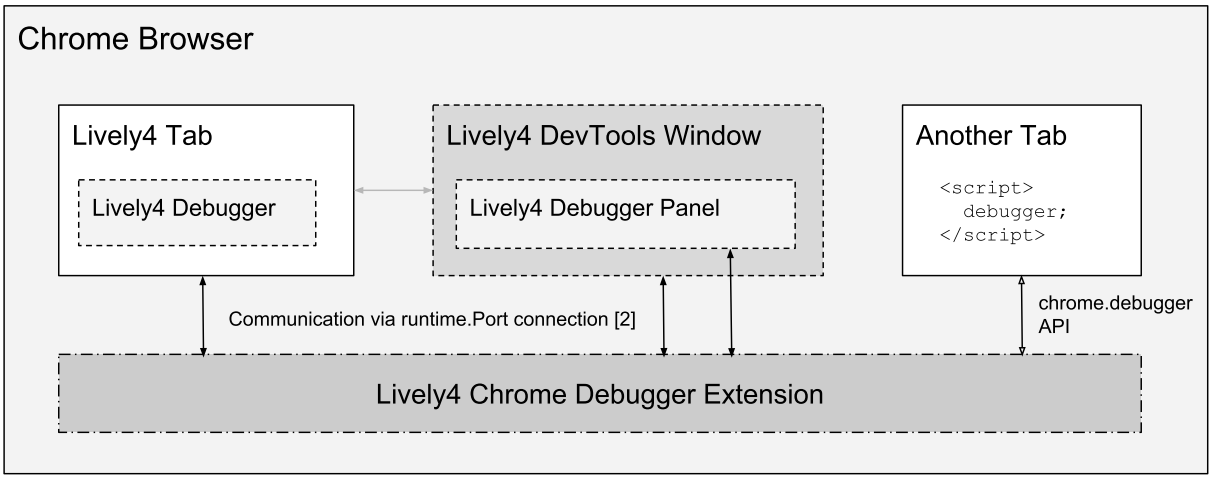 Chrome Browser
Lively4 Tab
Lively4 Debugger
Lively4 DevTools Window
Lively4 Debugger Panel
Another Tab
<script>
debugger;
</script>
Communication via runtime.Port connection [2]
chrome.debugger
API
Lively4 Chrome Debugger Extension